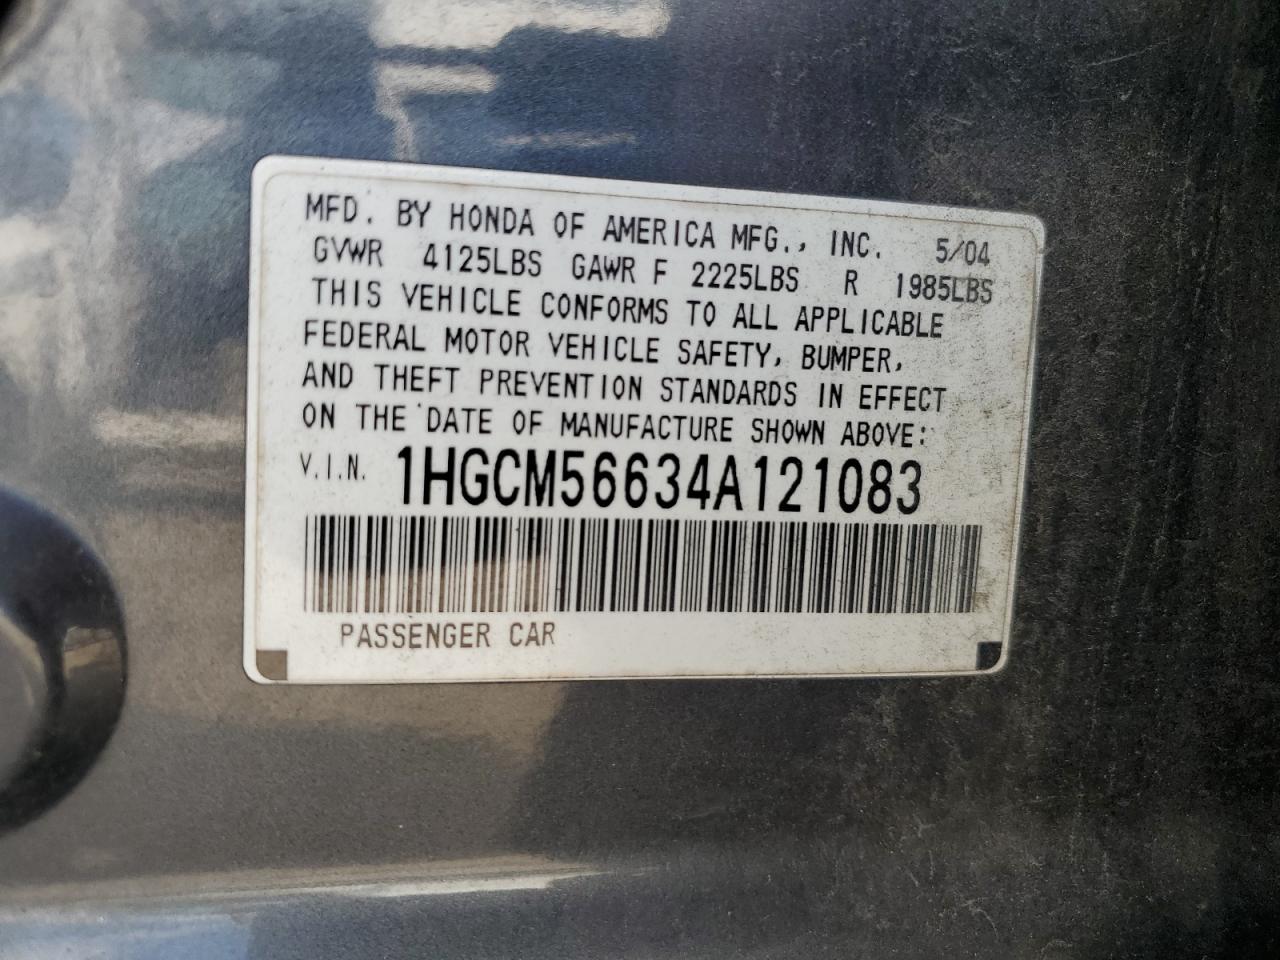 MFD. BY HONDA OF AMERICA MFG., INC. 5/04
GVWR 4125LBS GAWR F 2225LBS R 1985LBS
THIS VEHICLE CONFORMS TO ALL APPLICABLE
FEDERAL MOTOR VEHICLE SAFETY, BUMPER,
AND THEFT PREVENTION STANDARDS IN EFFECT
ON THE DATE OF MANUFACTURE SHOWN ABOVE:
V.I.N. 1HGCM56634A121083
PASSENGER CAR